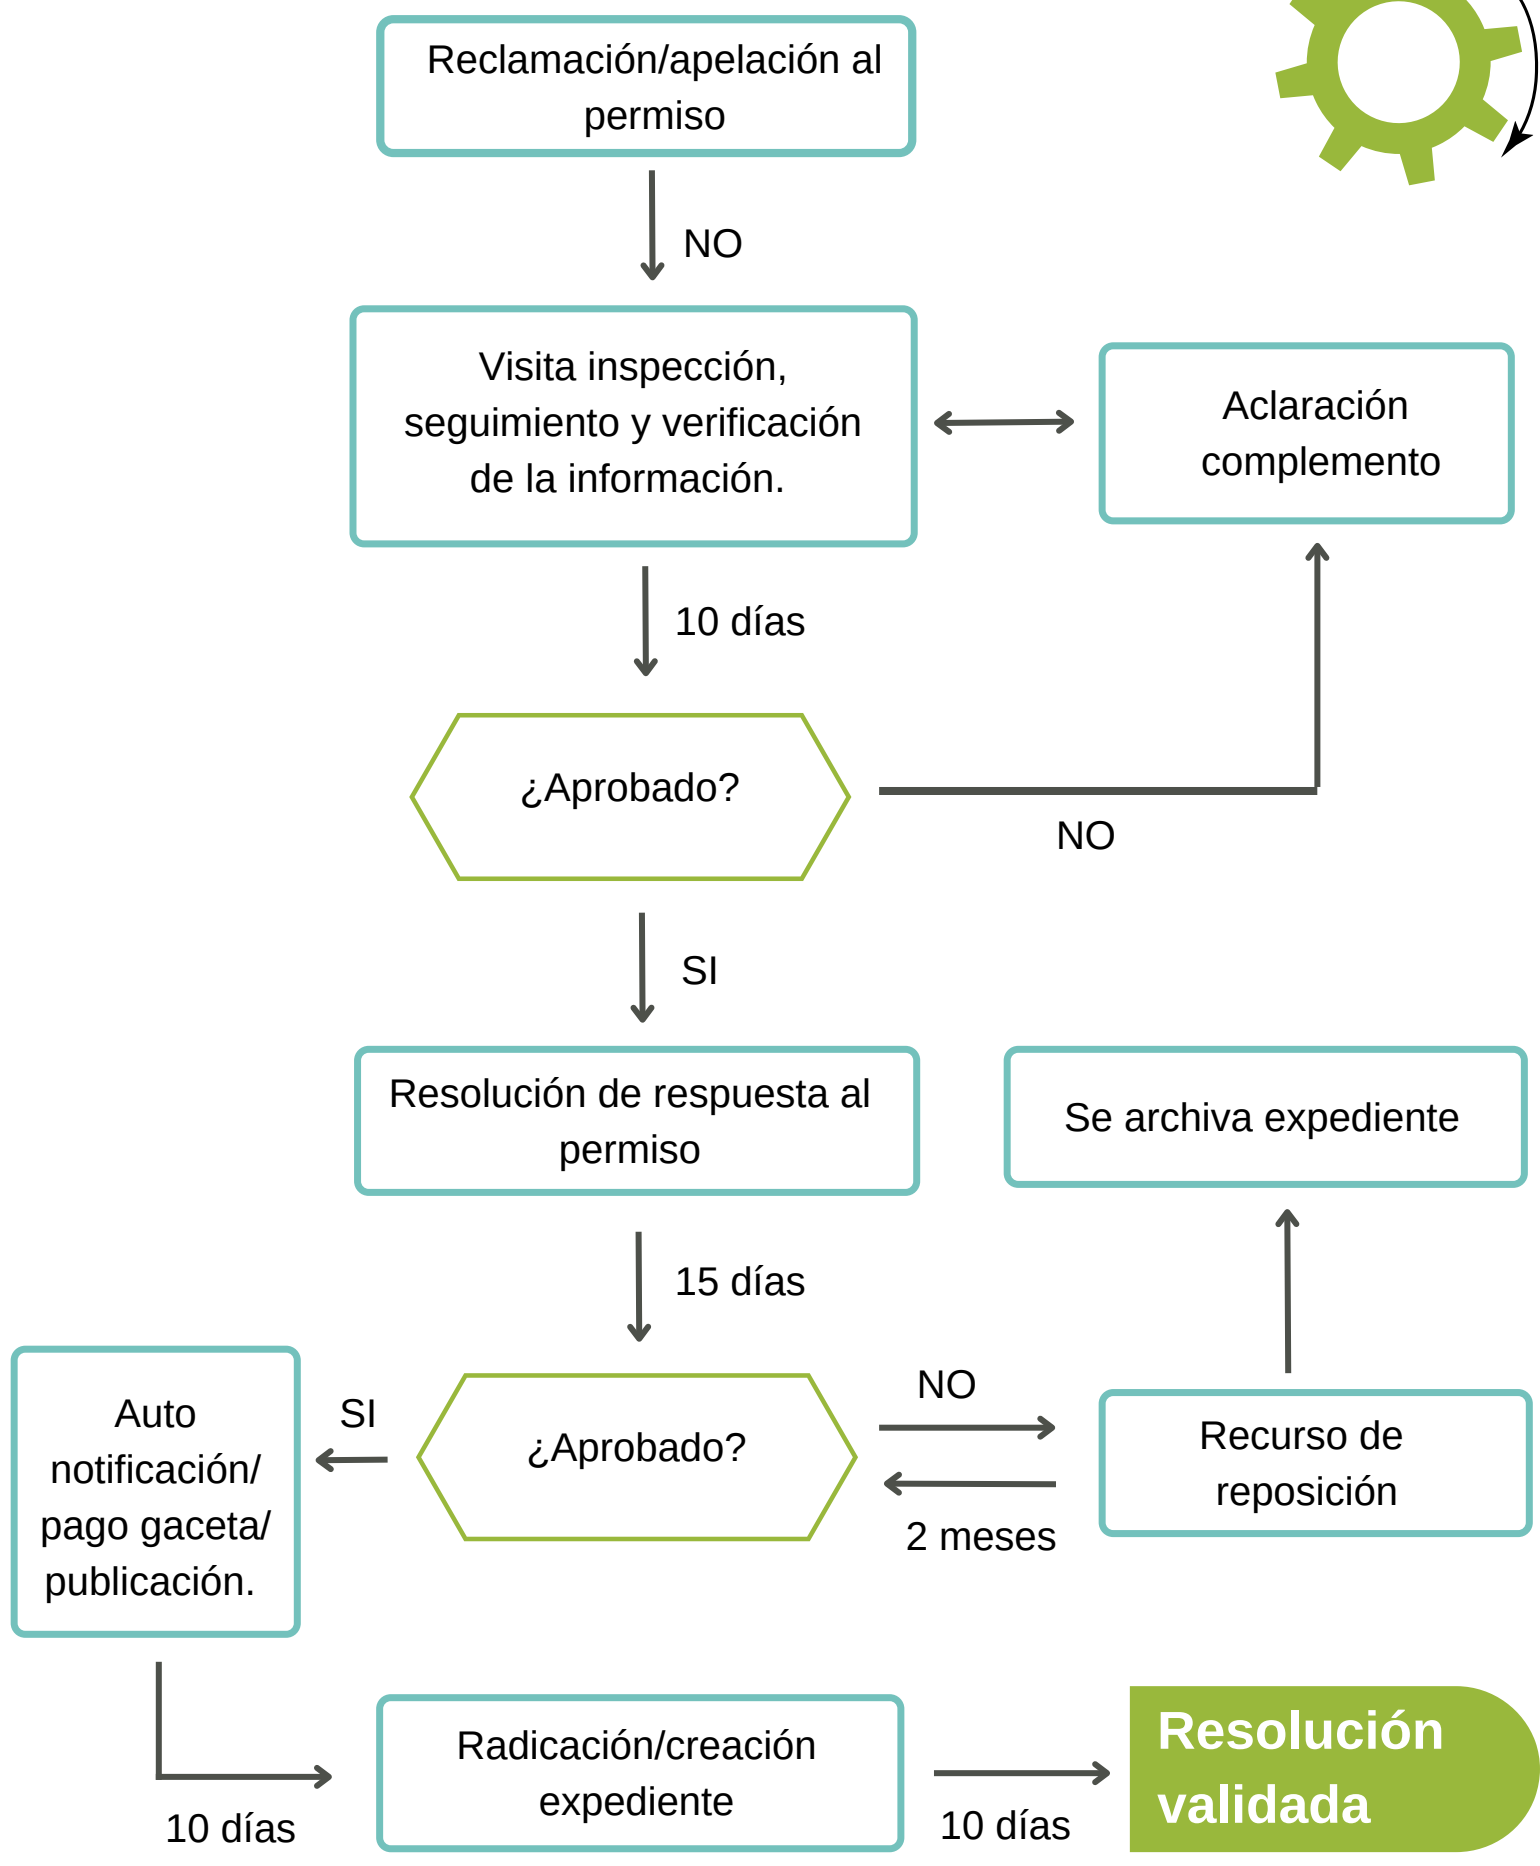 Reclamación/apelación al
permiso
NO
Visita inspección,
seguimiento y verificación
de la información.
Aclaración
complemento
10 días
¿Aprobado?
NO
SI
Resolución de respuesta al
permiso
Se archiva expediente
15 días
Auto
notificación/
pago gaceta/
publicación.
SI
¿Aprobado?
NO
2 meses
Recurso de
reposición
10 días
Radicación/creación
expediente
10 días
Resolución
validada